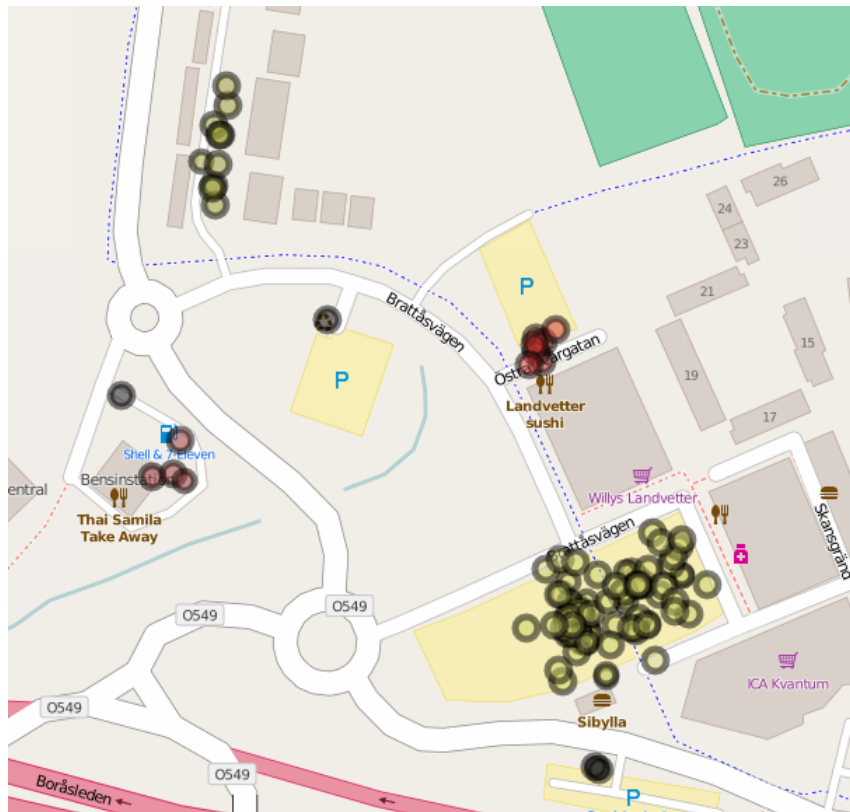 26
24
23
P
21
Brattåsvägen
15
Östra
gatan
19
P
Landvetter
sushi
17
Shell & 7 Eleven
Bensinstation
entral
Willys Landvetter
Thai Samila
Take Away
Skansgränd
Brattåsvägen
O549
O549
ICA Kvantum
O549
Sibylla
O549
Boråsleden
P